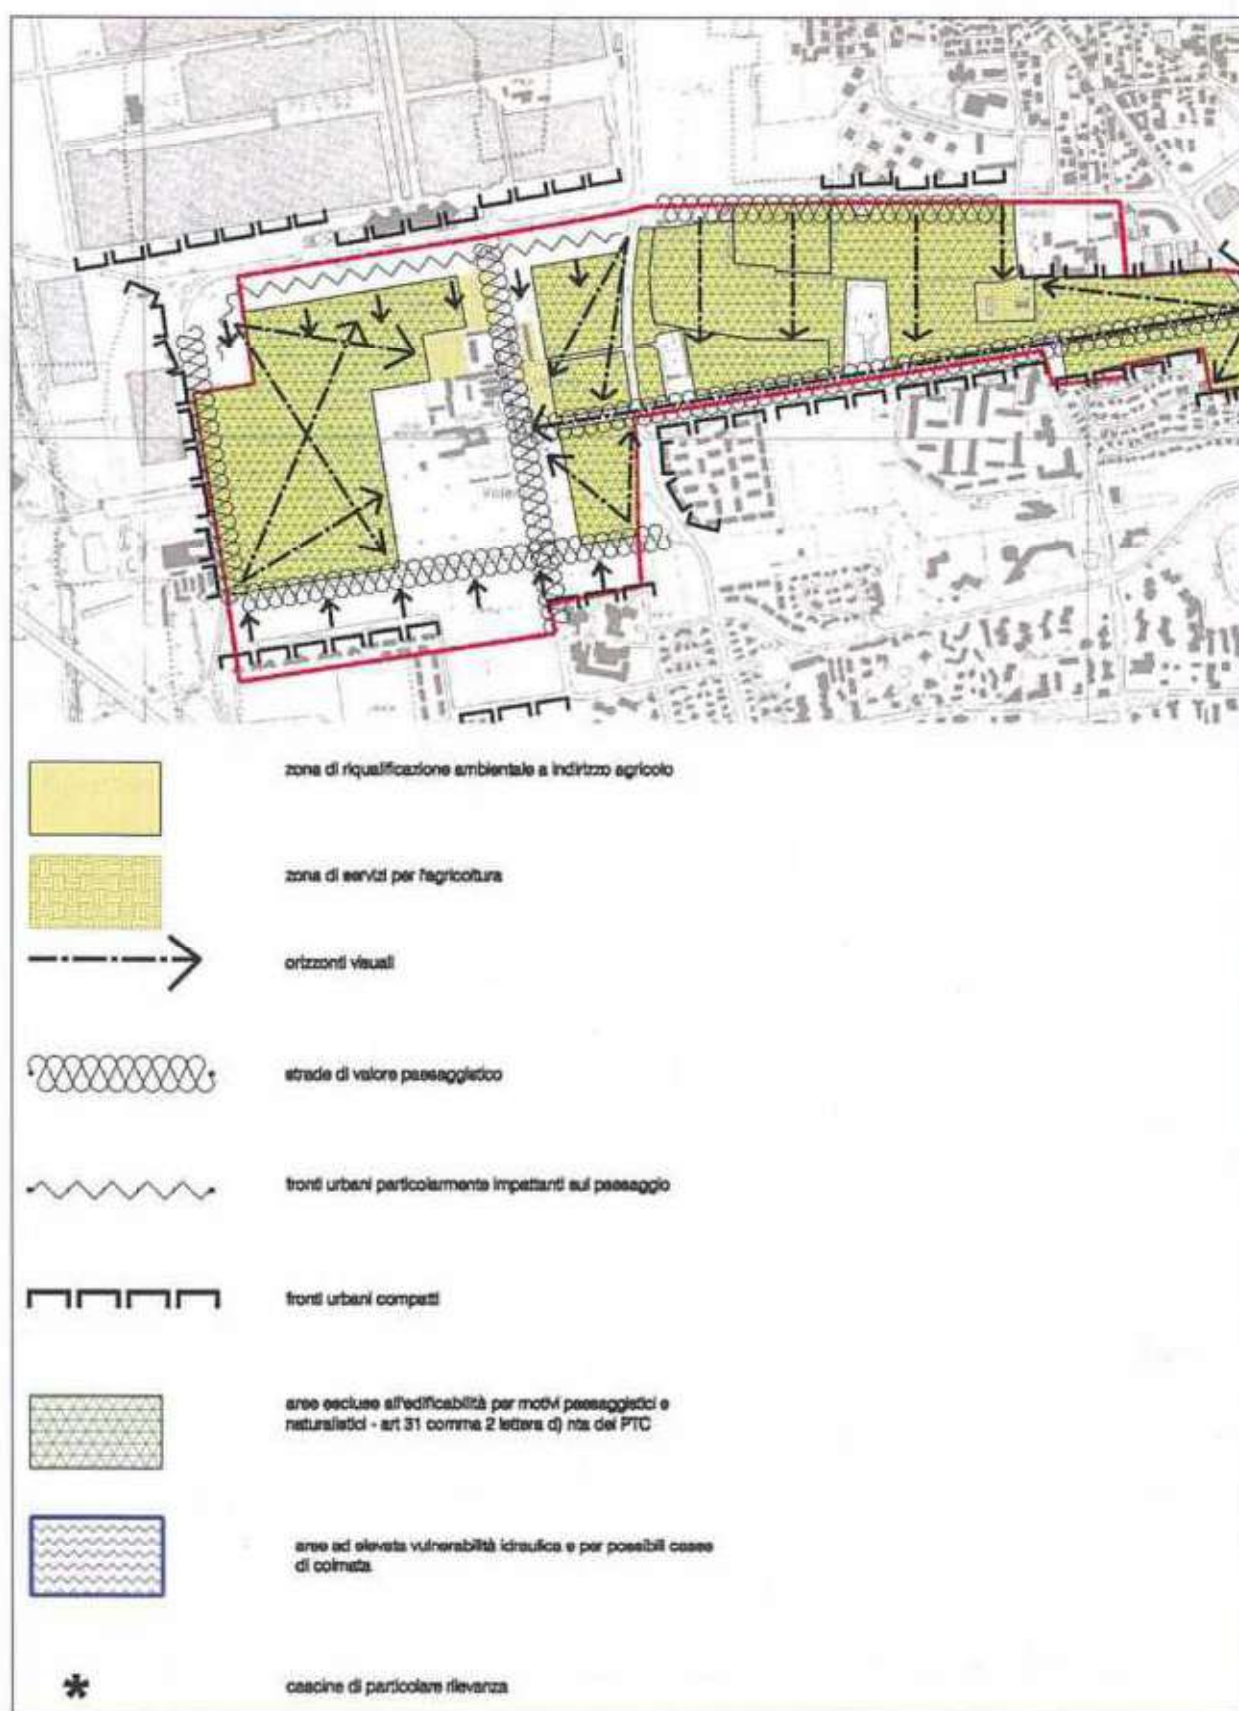 zona di riqualificazione ambientale a indirizzo agricolo
zona di servizi per l'agricoltura
orizzonti visuali
strade di valore paesaggistico
fronti urbani particolarmente impattanti sul paesaggio
fronti urbani compatti
aree escluse all'edificabilità per motivi paesaggistici e
naturalistici - art 31 comma 2 lettera d) nta del PTC
aree ad elevata vulnerabilità idraulica e per possibili casse
di colmata
cascine di particolare rilevanza